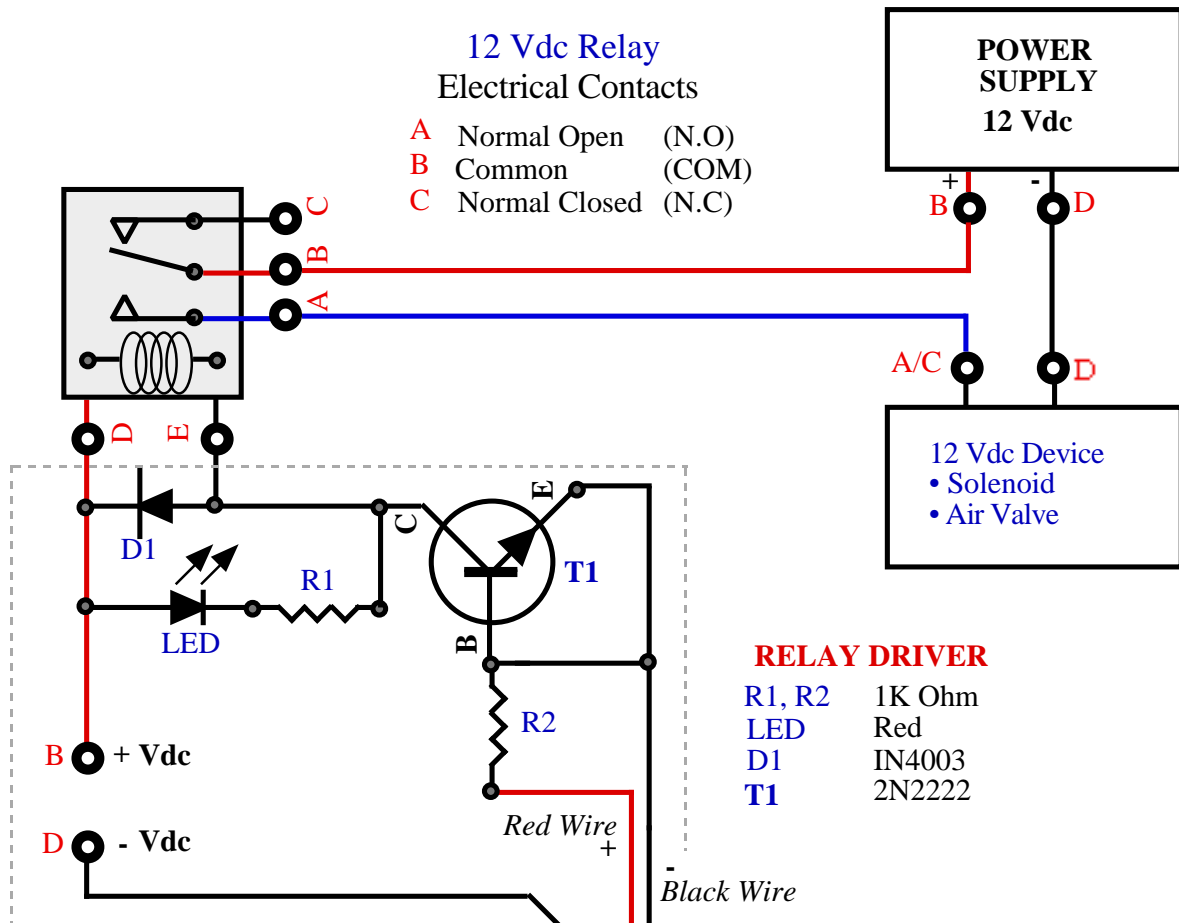 12 Vdc Relay
Electrical Contacts
A Normal Open (N.O)
B Common (COM)
C Normal Closed (N.C)
POWER
SUPPLY
12 Vdc
+ -
B D
C
B
A
A/C D
12 Vdc Device
• Solenoid
• Air Valve
D E
D1
LED
R1
C
E
B
T1
R2
RELAY DRIVER
R1, R2 1K Ohm
LED Red
D1 IN4003
T1 2N2222
B + Vdc
D - Vdc
Red Wire
+
-
Black Wire